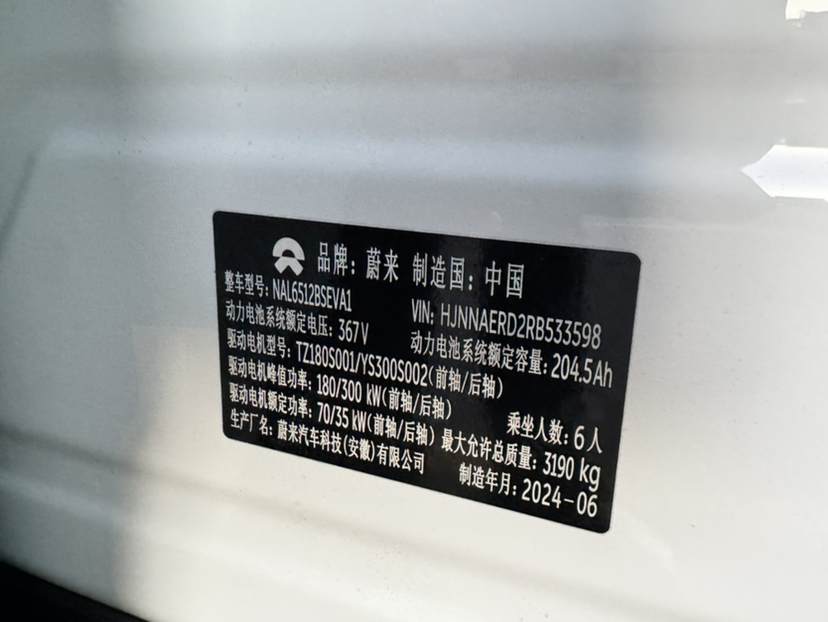 品牌：蔚来 制造国：中国
整车型号：NAL6512BSEVA1 VIN：HJNNAERD2RB533598
动力电池系统额定电压：367V 动力电池系统额定容量：204.5Ah
驱动电机型号：TZ180S001/YS300S002(前轴/后轴)
驱动电机峰值功率：180/300 kW(前轴/后轴) 乘坐人数：6人
驱动电机额定功率：70/35 kW(前轴/后轴) 最大允许总质量：3190 kg
生产厂名：蔚来汽车科技(安徽)有限公司 制造年月：2024-06